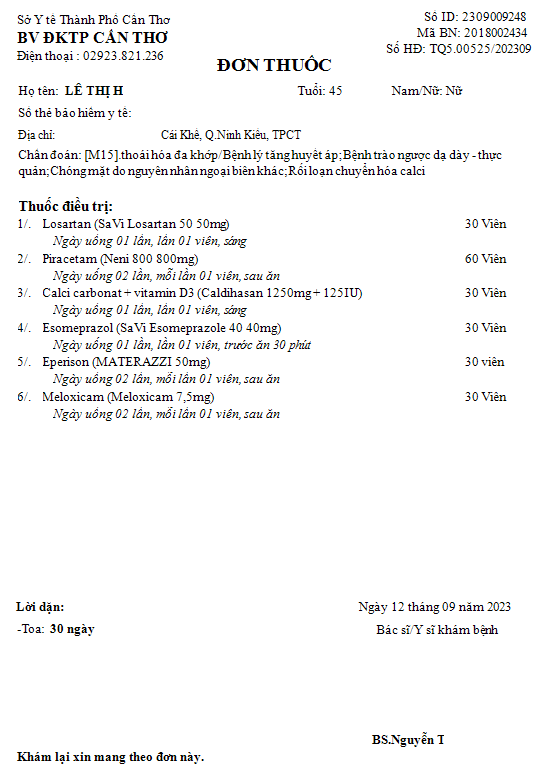 Sở Y tế Thành Phố Cần Thơ
BV ĐKTP CẦN THƠ
Điện thoại : 02923.821.236
Số ID: 2309009248
Mã BN: 2018002434
Số HĐ: TQ5.00525/202309
ĐƠN THUỐC
Họ tên: LÊ THỊ H Tuổi: 45 Nam/Nữ: Nữ
Số thẻ bảo hiểm y tế:
Địa chỉ: Cái Khế, Q.Ninh Kiều, TPCT
Chẩn đoán: [M15].thoái hóa đa khớp/Bệnh lý tăng huyết áp;Bệnh trào ngược dạ dày - thực
quản;Chóng mặt do nguyên nhân ngoại biên khác;Rối loạn chuyển hóa calci
Thuốc điều trị:
1/. Losartan (SaVi Losartan 50 50mg) 30 Viên
Ngày uống 01 lần, lần 01 viên, sáng
2/. Piracetam (Neni 800 800mg) 60 Viên
Ngày uống 02 lần, mỗi lần 01 viên, sau ăn
3/. Calci carbonat + vitamin D3 (Caldihasan 1250mg + 125IU) 30 Viên
Ngày uống 01 lần, lần 01 viên, sáng
4/. Esomeprazol (SaVi Esomeprazole 40 40mg) 30 Viên
Ngày uống 01 lần, lần 01 viên, trước ăn 30 phút
5/. Eperison (MATERAZZI 50mg) 30 viên
Ngày uống 02 lần, mỗi lần 01 viên, sau ăn
6/. Meloxicam (Meloxicam 7,5mg) 30 Viên
Ngày uống 02 lần, mỗi lần 01 viên, sau ăn
Lời dặn:
-Toa: 30 ngày
Ngày 12 tháng 09 năm 2023
Bác sĩ/Y sĩ khám bệnh
BS.Nguyễn T
Khám lại xin mang theo đơn này.